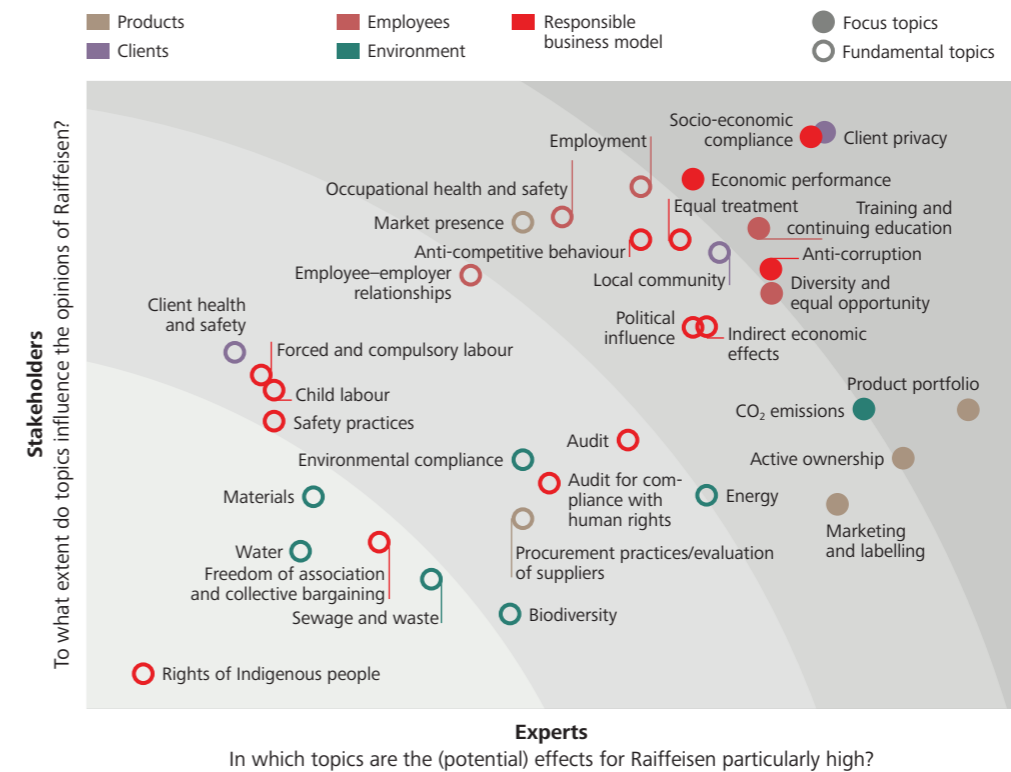 Products
Clients
Employees
Environment
Responsible
business model
Focus topics
Fundamental topics
Stakeholders
To what extent do topics influence the opinions of Raiffeisen?
Socio-economic
compliance
Client privacy
Employment
Economic performance
Occupational health and safety
Equal treatment
Training and
continuing education
Market presence
Anti-competitive behaviour
Anti-corruption
Local community
Employee–employer
relationships
Diversity and
equal opportunity
Client health
and safety
Political
influence
Indirect economic
effects
Forced and compulsory labour
Child labour
Product portfolio
CO₂ emissions
Safety practices
Audit
Environmental compliance
Active ownership
Audit for com-
pliance with
human rights
Materials
Energy
Marketing
and labelling
Procurement practices/evaluation
of suppliers
Water
Freedom of association
and collective bargaining
Sewage and waste
Biodiversity
Rights of Indigenous people
Experts
In which topics are the (potential) effects for Raiffeisen particularly high?